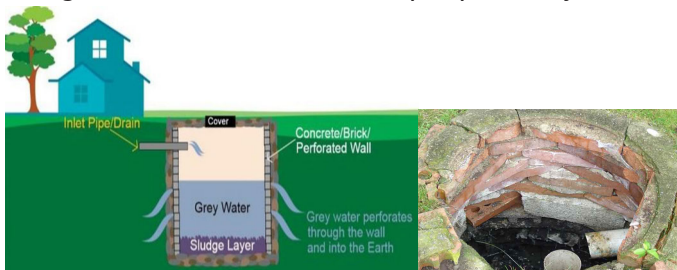 Inlet Pipe/Drain
Cover
Concrete/Brick/
Perforated Wall
Grey Water
Grey water perforates
through the wall
and into the Earth
Sludge Layer